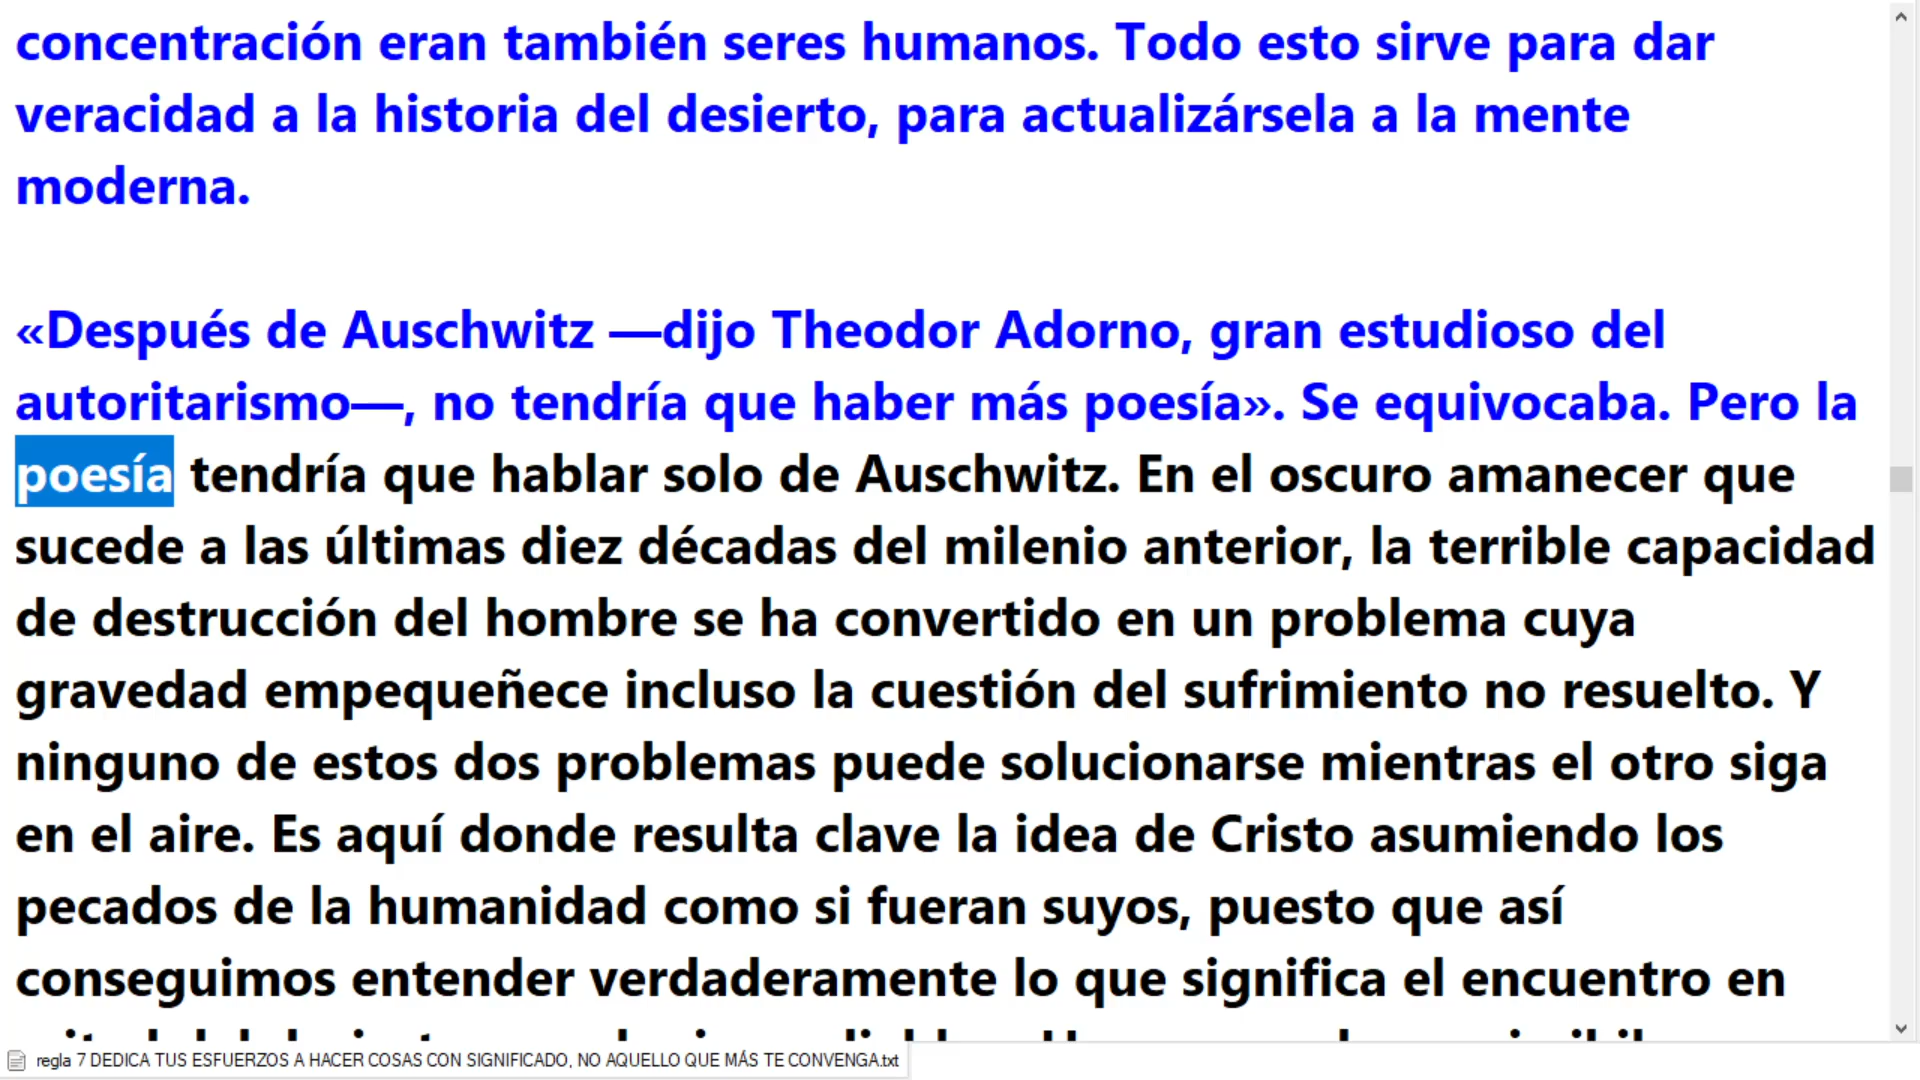 concentración eran también seres humanos. Todo esto sirve para dar
veracidad a la historia del desierto, para actualizársela a la mente
moderna.
«Después de Auschwitz —dijo Theodor Adorno, gran estudioso del
autoritarismo—, no tendría que haber más poesía». Se equivocaba. Pero la
poesía tendría que hablar solo de Auschwitz. En el oscuro amanecer que
sucede a las últimas diez décadas del milenio anterior, la terrible capacidad
de destrucción del hombre se ha convertido en un problema cuya
gravedad empequeñece incluso la cuestión del sufrimiento no resuelto. Y
ninguno de estos dos problemas puede solucionarse mientras el otro siga
en el aire. Es aquí donde resulta clave la idea de Cristo asumiendo los
pecados de la humanidad como si fueran suyos, puesto que así
conseguimos entender verdaderamente lo que significa el encuentro en
regla 7 DEDICA TUS ESFUERZOS A HACER COSAS CON SIGNIFICADO, NO AQUELLO QUE MÁS TE CONVENGA.txt